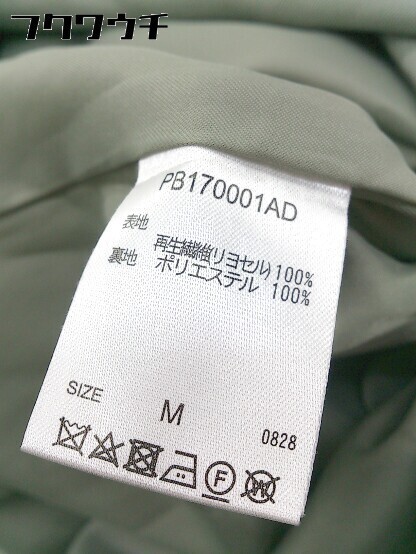 フクワウチ
PB170001AD
表地 再生繊維(リヨセル)100%
裏地 ポリエステル 100%
SIZE M
0828
F W